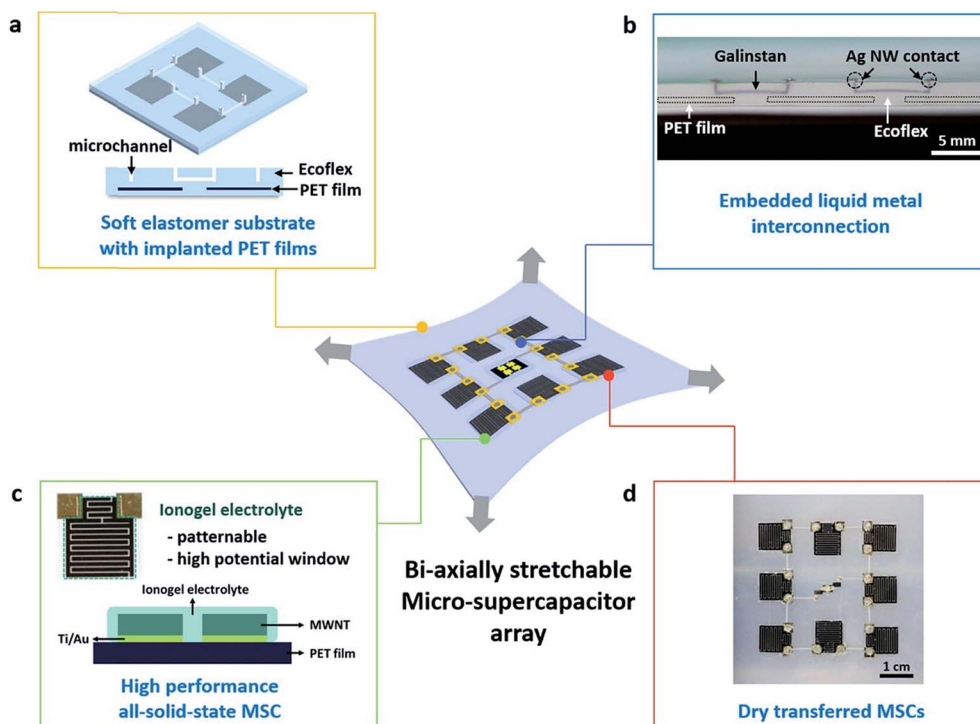 a
microchannel
Ecoflex
PET film
Soft elastomer substrate
with implanted PET films
b
Galinstan
Ag NW contact
PET film
Ecoflex
5 mm
Embedded liquid metal
interconnection
c
Ionogel electrolyte
- patternable
- high potential window
Ionogel electrolyte
MWNT
Ti/Au
PET film
High performance
all-solid-state MSC
Bi-axially stretchable
Micro-supercapacitor
array
d
1 cm
Dry transferred MSCs